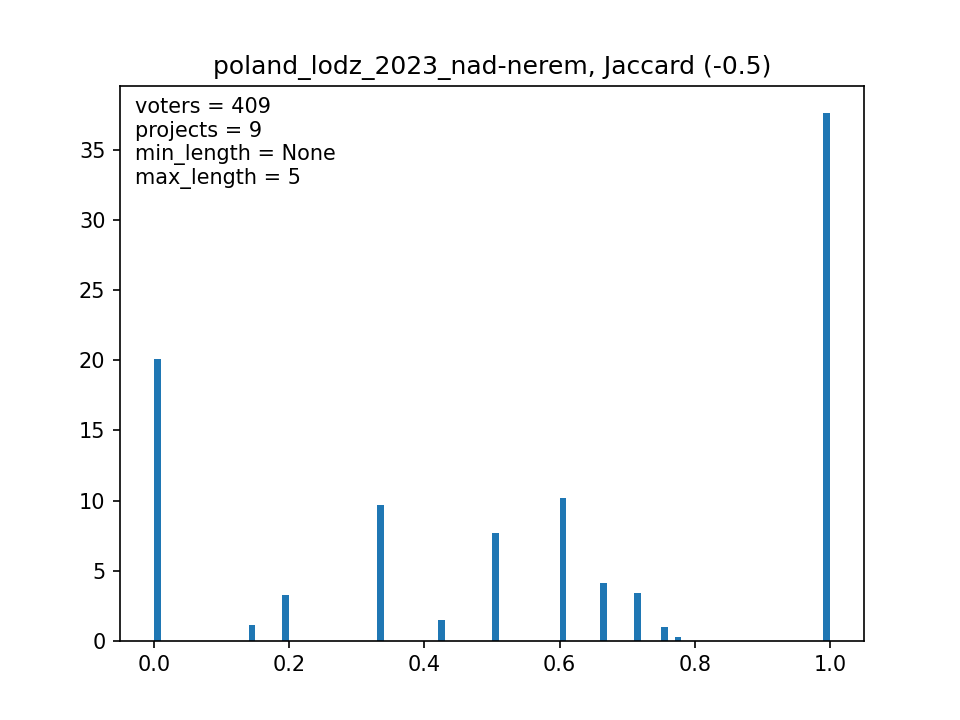 poland_lodz_2023_nad-nerem, Jaccard (-0.5)
voters = 409
projects = 9
min_length = None
max_length = 5
35
30
25
20
15
10
5
0
0.0 0.2 0.4 0.6 0.8 1.0